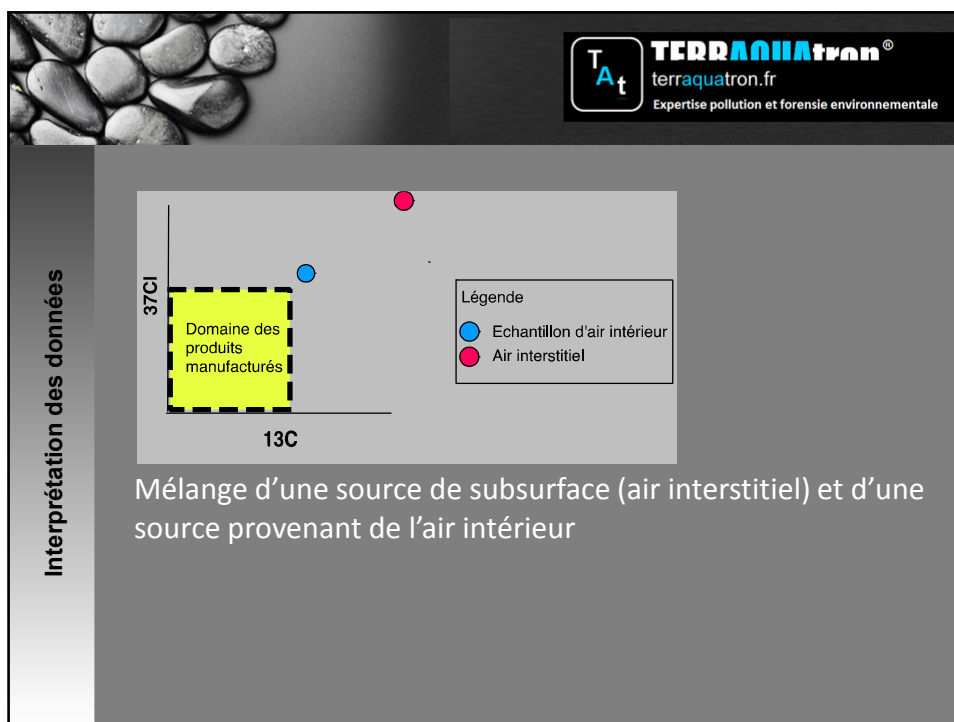 TAt
TERRAQUAtron®
terraquatron.fr
Expertise pollution et forensie environnementale
Interprétation des données
37Cl
Domaine des
produits
manufacturés
13C
Légende
Echantillon d'air intérieur
Air interstitiel
Mélange d’une source de subsurface (air interstitiel) et d’une
source provenant de l’air intérieur